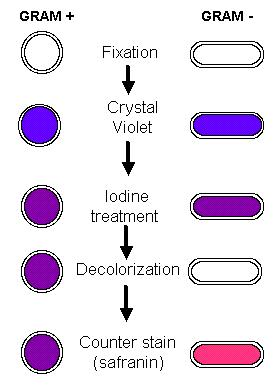 GRAM + GRAM -
Fixation
Crystal
Violet
Iodine
treatment
Decolorization
Counter stain
(safranin)